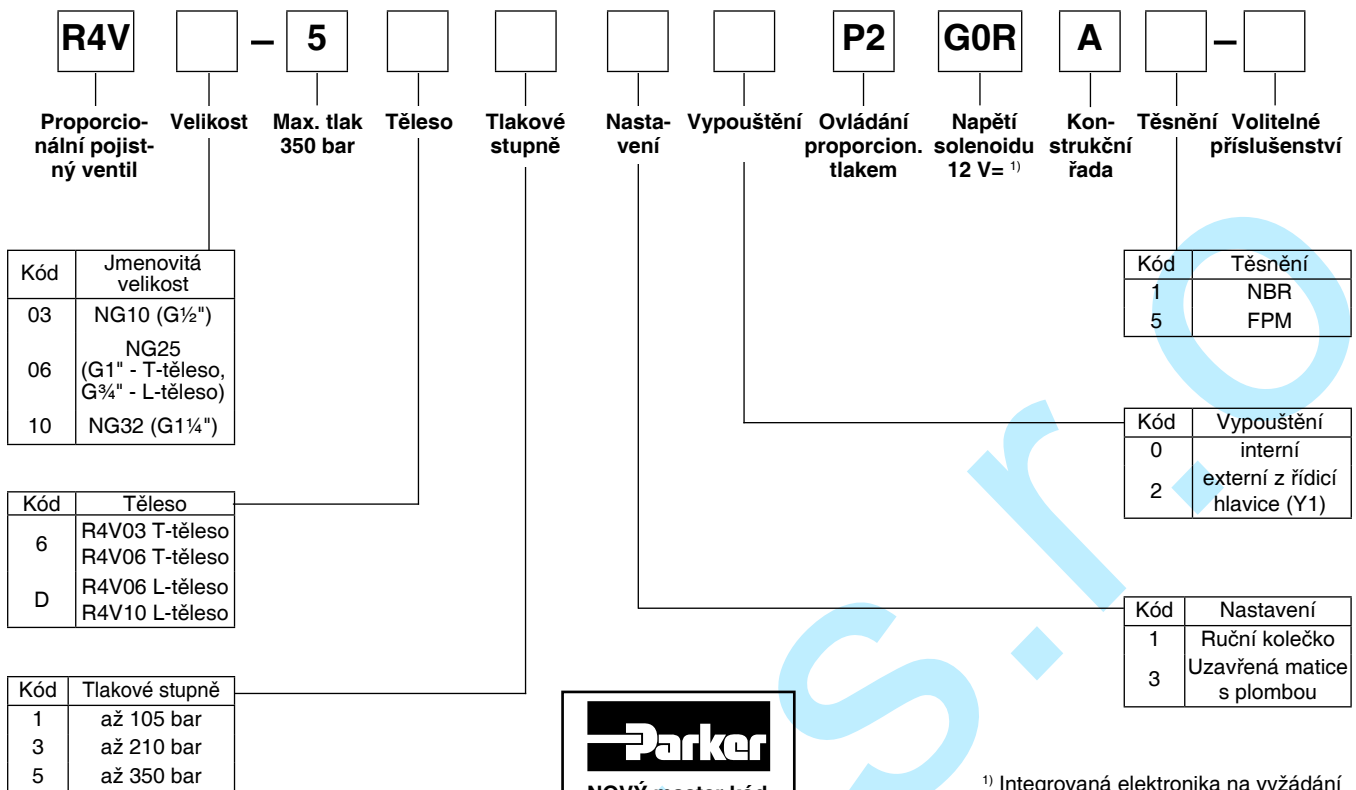 R4V – 5 P2 G0R A –
Proporcio-
nální pojist-
ný ventil
Velikost
Max. tlak
350 bar
Těleso
Tlakové
stupně
Nasta-
vení
Vypouštění
Ovládání
proporcion.
tlakem
Napětí
solenoidu
12 V= 1)
Kon-
strukční
řada
Těsnění
Volitelné
příslušenství
Kód Jmenovitá
velikost
03 NG10 (G½")
06 NG25
(G1" - T-těleso,
G¾" - L-těleso)
10 NG32 (G1¼")
Kód Těsnění
1 NBR
5 FPM
Kód Vypouštění
0 interní
2 externí z řídicí
hlavice (Y1)
Kód Těleso
6 R4V03 T-těleso
R4V06 T-těleso
D R4V06 L-těleso
R4V10 L-těleso
Kód Nastavení
1 Ruční kolečko
3 Uzavřená matice
s plombou
Kód Tlakové stupně
1 až 105 bar
3 až 210 bar
5 až 350 bar
Parker
NOVÝ master kód
1) Integrovaná elektronika na vyžádání
s.r.o